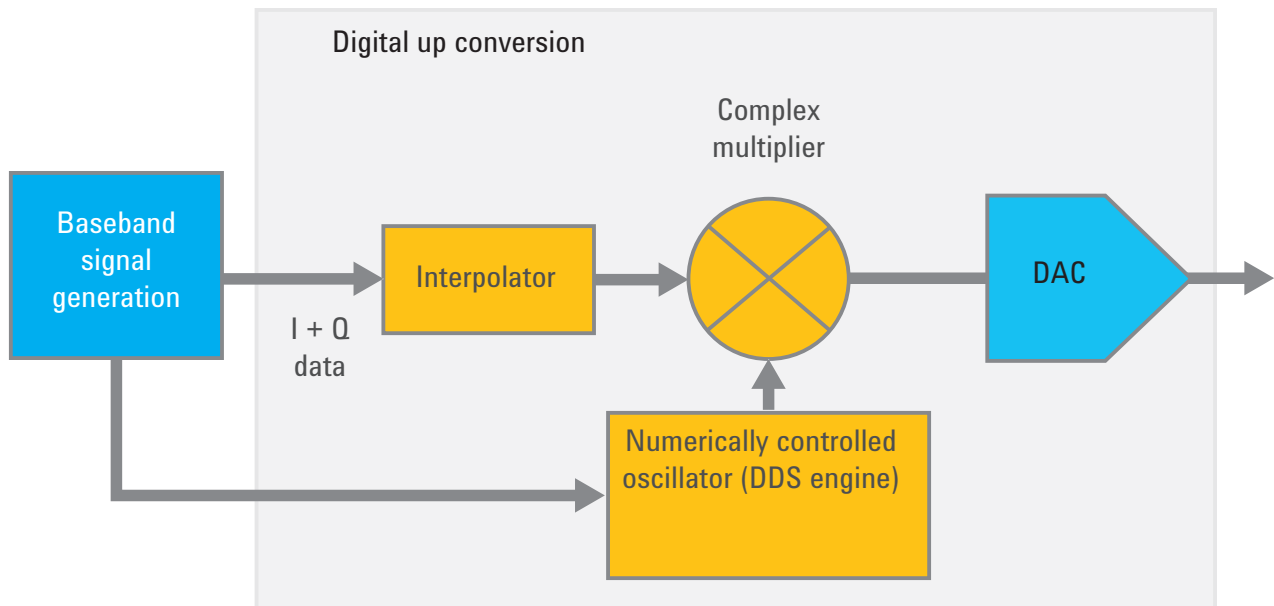 Digital up conversion
Complex
multiplier
Baseband
signal
generation
Interpolator
DAC
I + Q
data
Numerically controlled
oscillator (DDS engine)